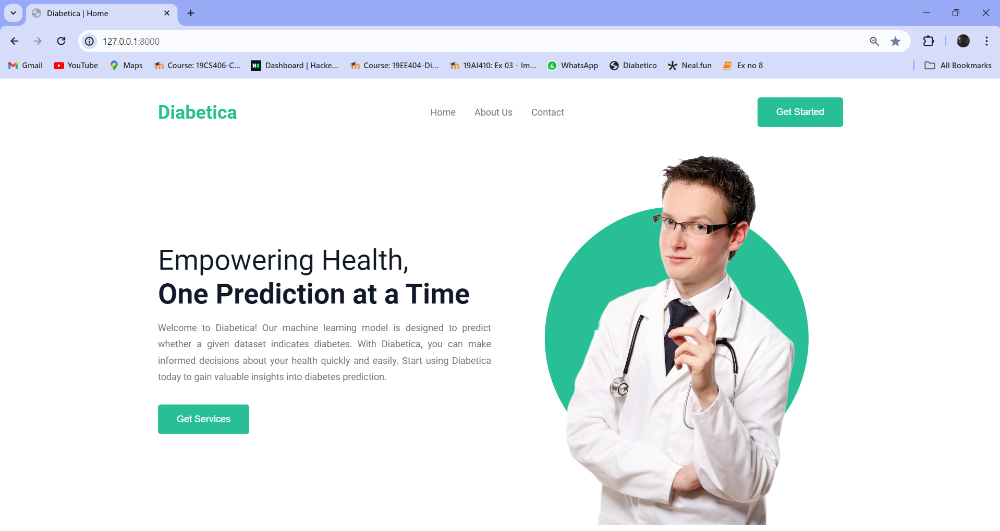 Diabetica | Home
127.0.0.1:8000
Gmail YouTube Maps Course: 19CS406-C... Dashboard | Hacke... Course: 19EE404-Di... 19AI410: Ex 03 - Im... WhatsApp Diabetico Neal.fun Ex no 8 All Bookmarks
Diabetica Home About Us Contact Get Started
Empowering Health,
One Prediction at a Time
Welcome to Diabetica! Our machine learning model is designed to predict
whether a given dataset indicates diabetes. With Diabetica, you can make
informed decisions about your health quickly and easily. Start using Diabetica
today to gain valuable insights into diabetes prediction.
Get Services